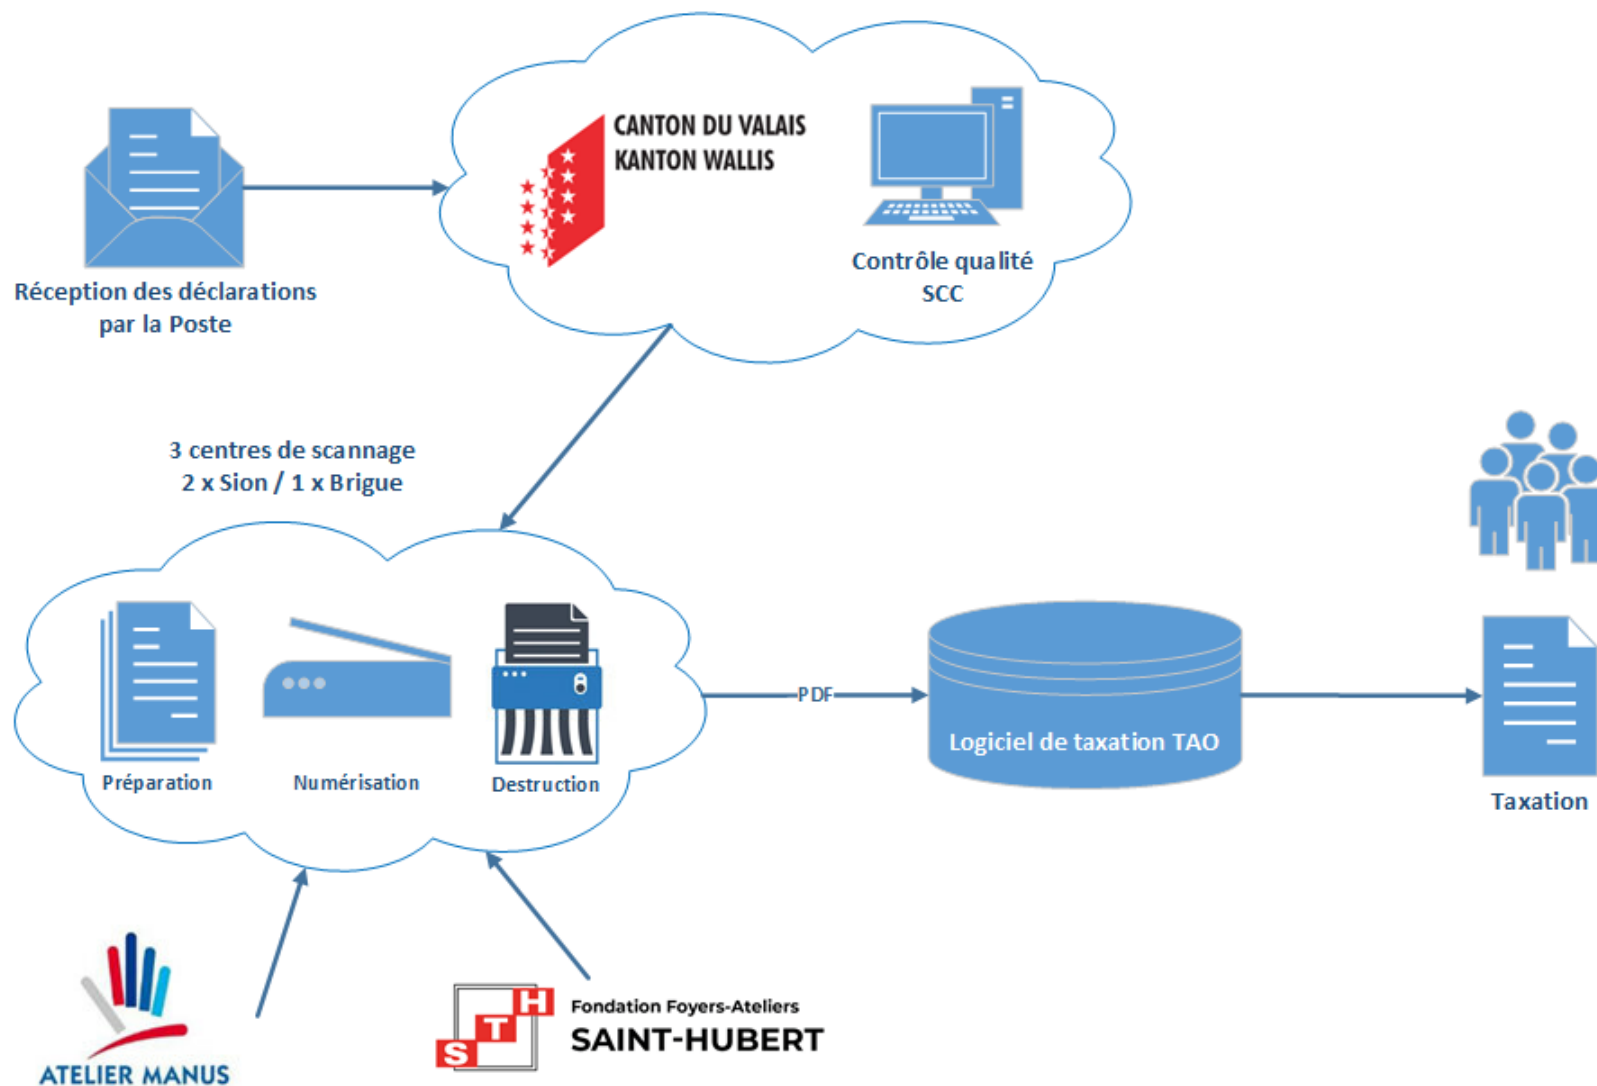 CANTON DU VALAIS
KANTON WALLIS
Contrôle qualité
SCC
Réception des déclarations
par la Poste
3 centres de scannage
2 x Sion / 1 x Brigue
Préparation
Numérisation
Destruction
PDF
Logiciel de taxation TAO
Taxation
ATELIER MANUS
STH
Fondation Foyers-Ateliers
SAINT-HUBERT